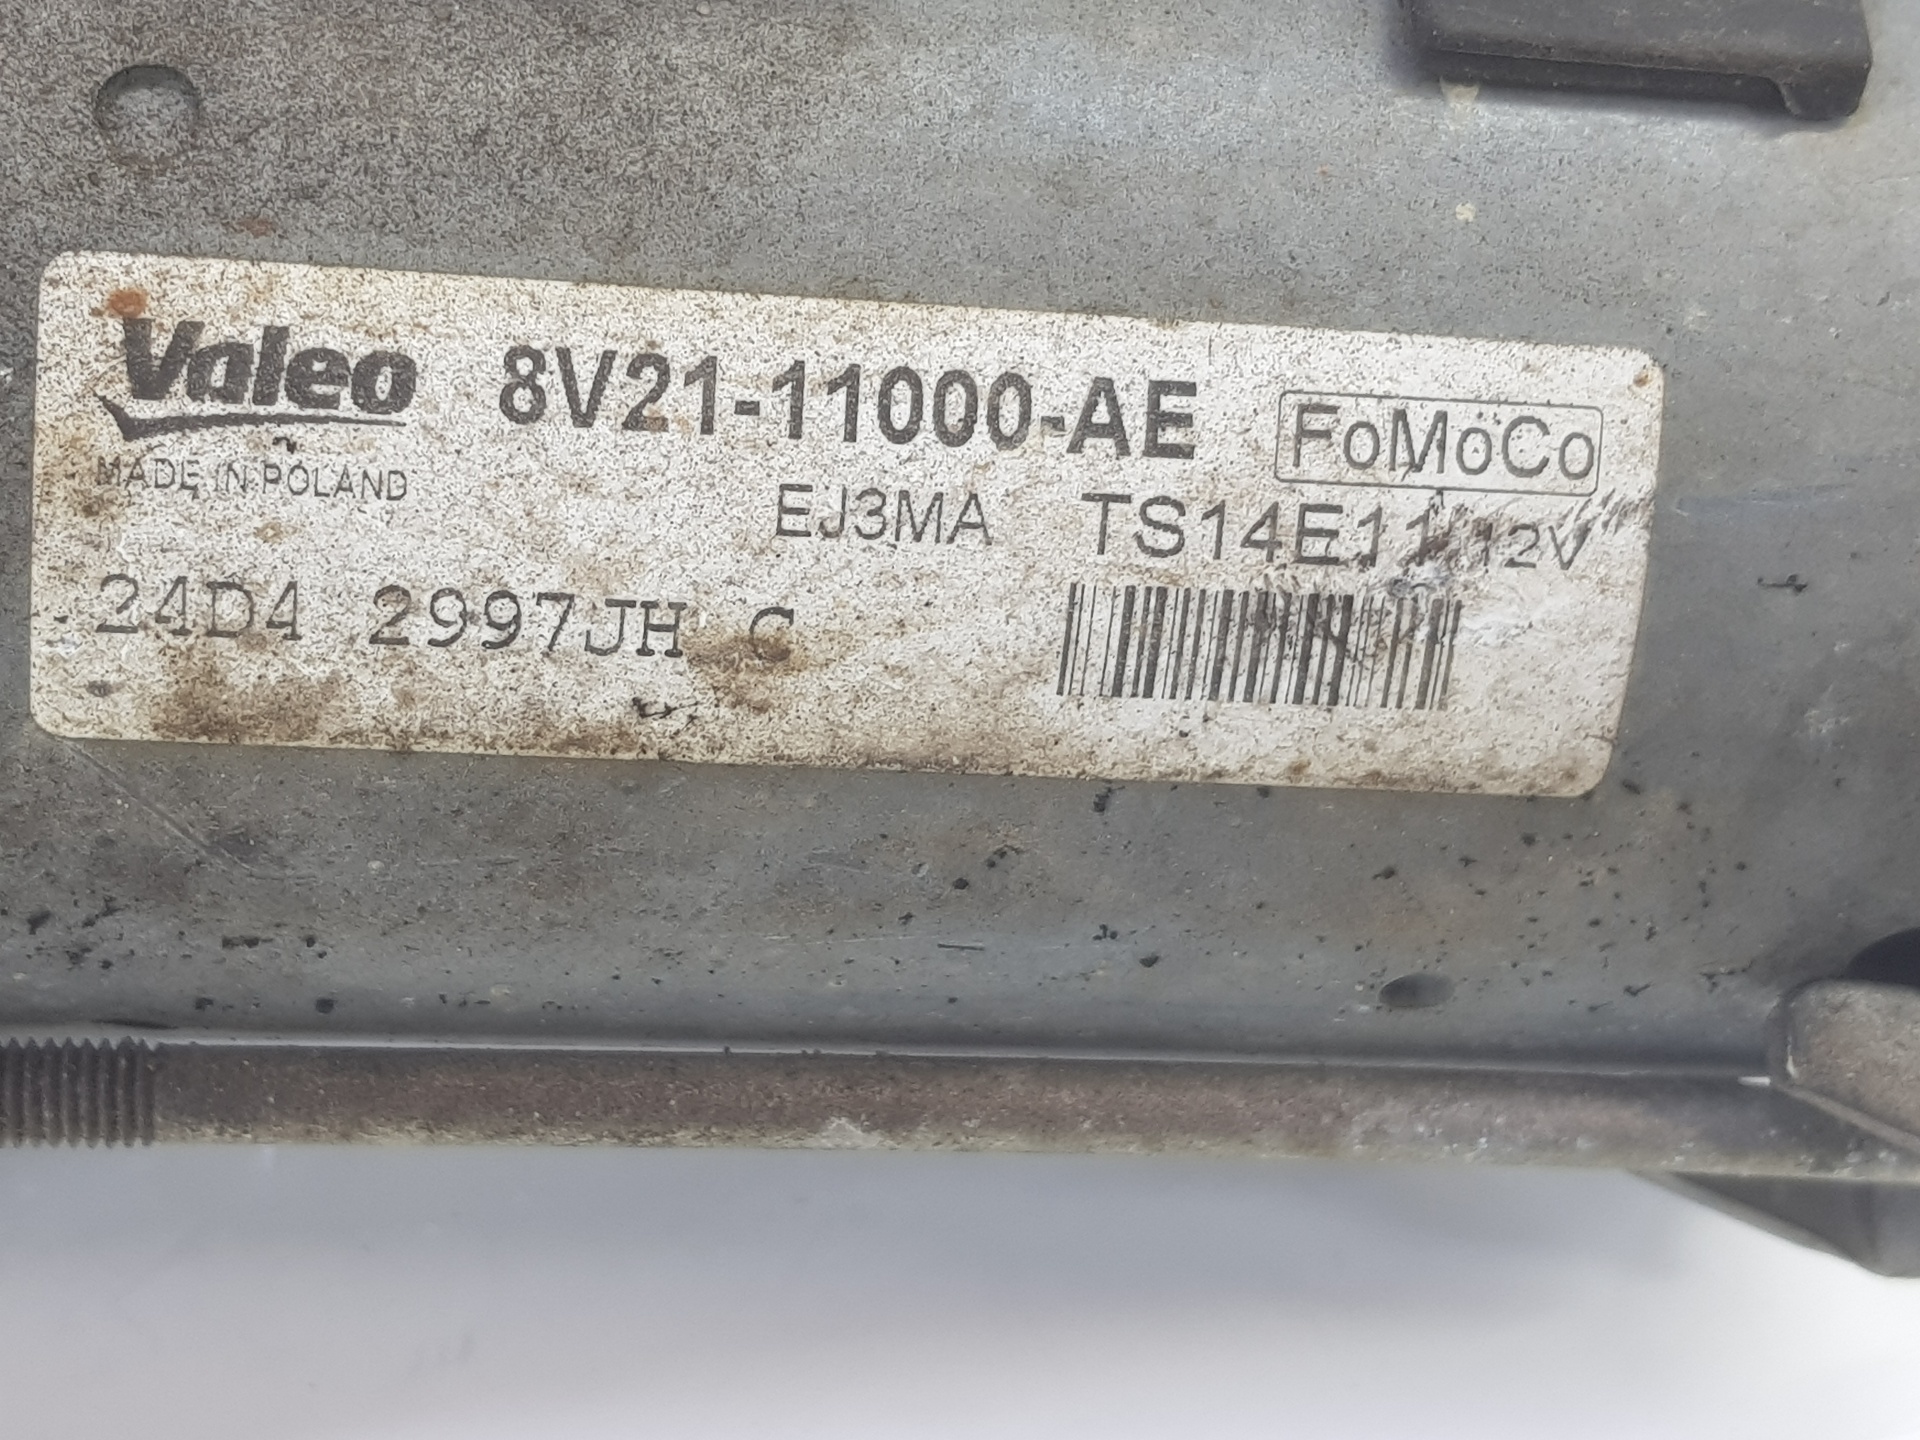 Valeo 8V21-11000-AE FoMoCo
MADE IN POLAND
EJ3MA TS14E11 12V
24D4 2997JH C